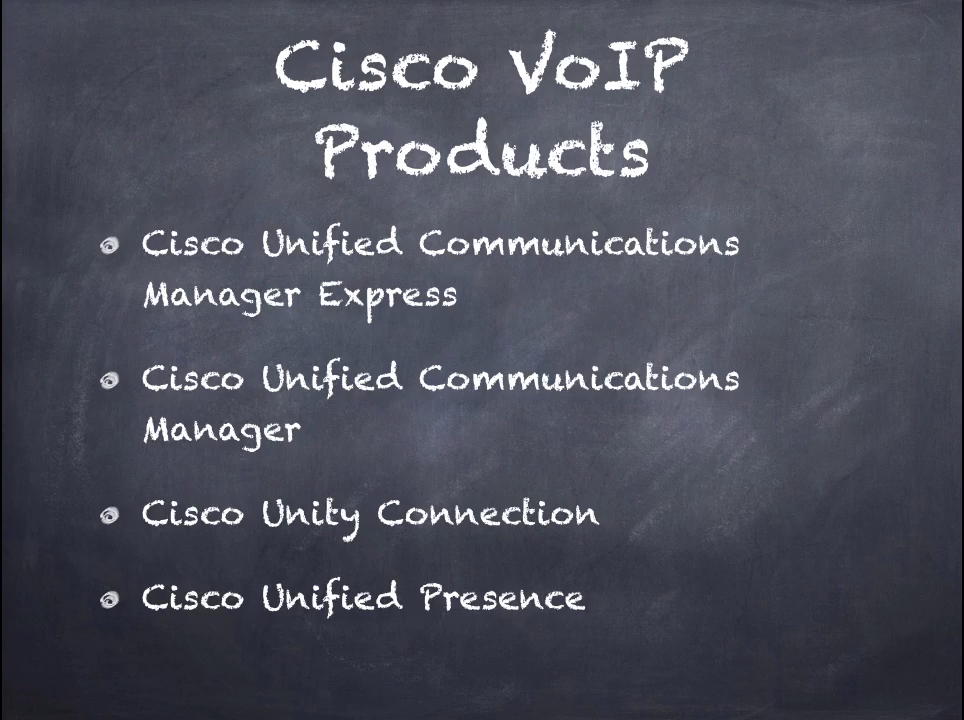 Cisco VoIP
Products
Cisco Unified Communications
Manager Express
Cisco Unified Communications
Manager
Cisco Unity Connection
Cisco Unified Presence